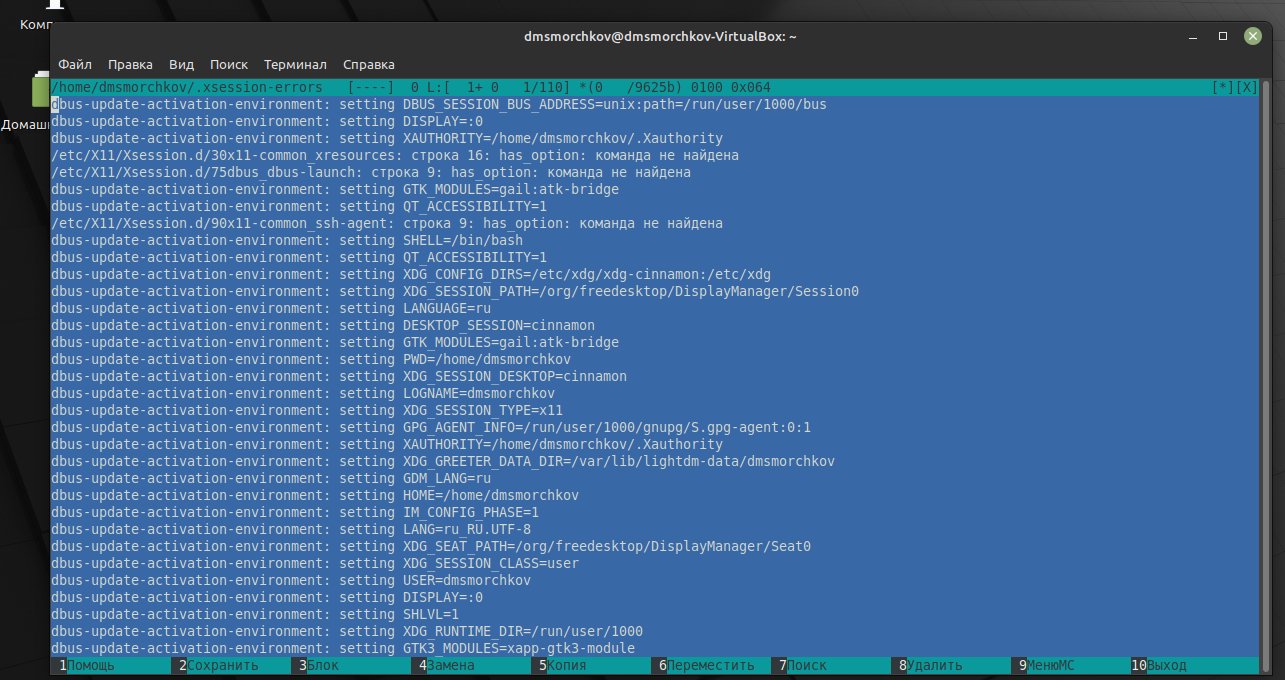 Комп
Домашн
dmsmorchkov@dmsmorchkov-VirtualBox: ~
Файл Правка Вид Поиск Терминал Справка
/home/dmsmorchkov/.xsession-errors [----] 0 L:[ 1+ 0 1/110] *(0 /9625b) 0100 0x064 [*][X]
dbus-update-activation-environment: setting DBUS_SESSION_BUS_ADDRESS=unix:path=/run/user/1000/bus
dbus-update-activation-environment: setting DISPLAY=:0
dbus-update-activation-environment: setting XAUTHORITY=/home/dmsmorchkov/.Xauthority
/etc/X11/Xsession.d/30x11-common_xresources: строка 16: has_option: команда не найдена
/etc/X11/Xsession.d/75dbus_dbus-launch: строка 9: has_option: команда не найдена
dbus-update-activation-environment: setting GTK_MODULES=gail:atk-bridge
dbus-update-activation-environment: setting QT_ACCESSIBILITY=1
/etc/X11/Xsession.d/90x11-common_ssh-agent: строка 9: has_option: команда не найдена
dbus-update-activation-environment: setting SHELL=/bin/bash
dbus-update-activation-environment: setting QT_ACCESSIBILITY=1
dbus-update-activation-environment: setting XDG_CONFIG_DIRS=/etc/xdg/xdg-cinnamon:/etc/xdg
dbus-update-activation-environment: setting XDG_SESSION_PATH=/org/freedesktop/DisplayManager/Session0
dbus-update-activation-environment: setting LANGUAGE=ru
dbus-update-activation-environment: setting DESKTOP_SESSION=cinnamon
dbus-update-activation-environment: setting GTK_MODULES=gail:atk-bridge
dbus-update-activation-environment: setting PWD=/home/dmsmorchkov
dbus-update-activation-environment: setting XDG_SESSION_DESKTOP=cinnamon
dbus-update-activation-environment: setting LOGNAME=dmsmorchkov
dbus-update-activation-environment: setting XDG_SESSION_TYPE=x11
dbus-update-activation-environment: setting GPG_AGENT_INFO=/run/user/1000/gnupg/S.gpg-agent:0:1
dbus-update-activation-environment: setting XAUTHORITY=/home/dmsmorchkov/.Xauthority
dbus-update-activation-environment: setting XDG_GREETER_DATA_DIR=/var/lib/lightdm-data/dmsmorchkov
dbus-update-activation-environment: setting GDM_LANG=ru
dbus-update-activation-environment: setting HOME=/home/dmsmorchkov
dbus-update-activation-environment: setting IM_CONFIG_PHASE=1
dbus-update-activation-environment: setting LANG=ru_RU.UTF-8
dbus-update-activation-environment: setting XDG_SEAT_PATH=/org/freedesktop/DisplayManager/Seat0
dbus-update-activation-environment: setting XDG_SESSION_CLASS=user
dbus-update-activation-environment: setting USER=dmsmorchkov
dbus-update-activation-environment: setting DISPLAY=:0
dbus-update-activation-environment: setting SHLVL=1
dbus-update-activation-environment: setting XDG_RUNTIME_DIR=/run/user/1000
dbus-update-activation-environment: setting GTK3_MODULES=xapp-gtk3-module
1Помощь 2Сохранить 3Блок 4Замена 5Копия 6Переместить 7Поиск 8Удалить 9МенюMC 10Выход